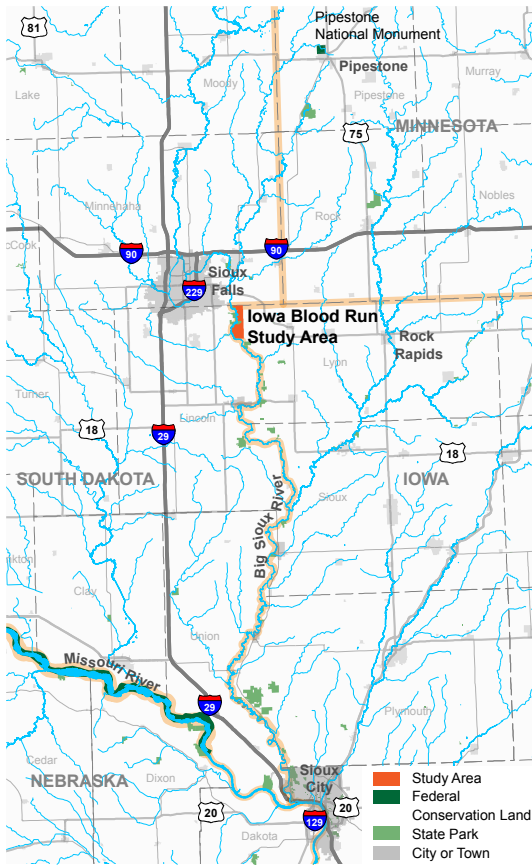 81
Pipestone
National Monument
Lake
Moody
Pipestone
Murray
Pipestone
75
MINNESOTA
Minnehaha
Rock
Nobles
90
90
Sioux
Falls
229
Iowa Blood Run
Study Area
Rock
Rapids
Lyon
Turner
Lincoln
18
29
18
SOUTH DAKOTA
IOWA
Sioux
Big Sioux River
Clay
Union
Missouri River
29
Plymouth
Cedar
Dixon
NEBRASKA
Sioux
City
20
20
129
Dakota
Study Area
Federal
Conservation Land
State Park
City or Town